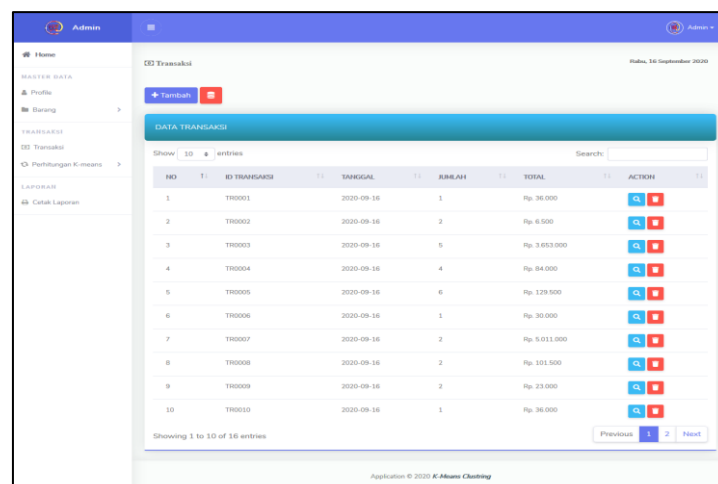 Admin
Admin
Home
Transaksi
Rabu, 16 September 2020
MASTER DATA
Profile
Barang
TRANSAKSI
Transaksi
Perhitungan K-means
LAPORAN
Cetak Laporan
+ Tambah
DATA TRANSAKSI
Show 10 entries Search:
NO ID TRANSAKSI TANGGAL JUMLAH TOTAL ACTION
1 TR0001 2020-09-16 1 Rp. 36.000
2 TR0002 2020-09-16 2 Rp. 6.500
3 TR0003 2020-09-16 5 Rp. 3.653.000
4 TR0004 2020-09-16 4 Rp. 84.000
5 TR0005 2020-09-16 6 Rp. 129.500
6 TR0006 2020-09-16 1 Rp. 30.000
7 TR0007 2020-09-16 2 Rp. 5.011.000
8 TR0008 2020-09-16 2 Rp. 101.500
9 TR0009 2020-09-16 2 Rp. 23.000
10 TR0010 2020-09-16 1 Rp. 36.000
Showing 1 to 10 of 16 entries
Previous 1 2 Next
Application © 2020 K-Means Clustring